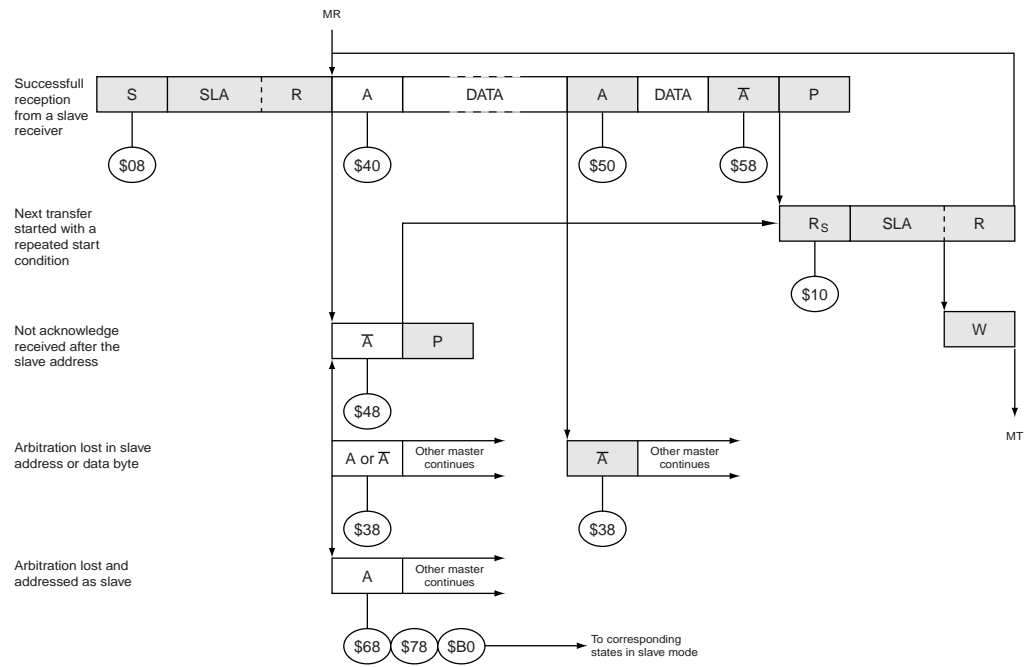 MR
Successfull
reception
from a slave
receiver
S SLA R A DATA A DATA A̅ P
$08 $40 $50 $58
Next transfer
started with a
repeated start
condition
RS SLA R
$10
Not acknowledge
received after the
slave address
A̅ P
W
$48
MT
Arbitration lost in slave
address or data byte
A or A̅
Other master
continues
A̅
Other master
continues
$38 $38
Arbitration lost and
addressed as slave
A
Other master
continues
$68 $78 $B0
To corresponding
states in slave mode